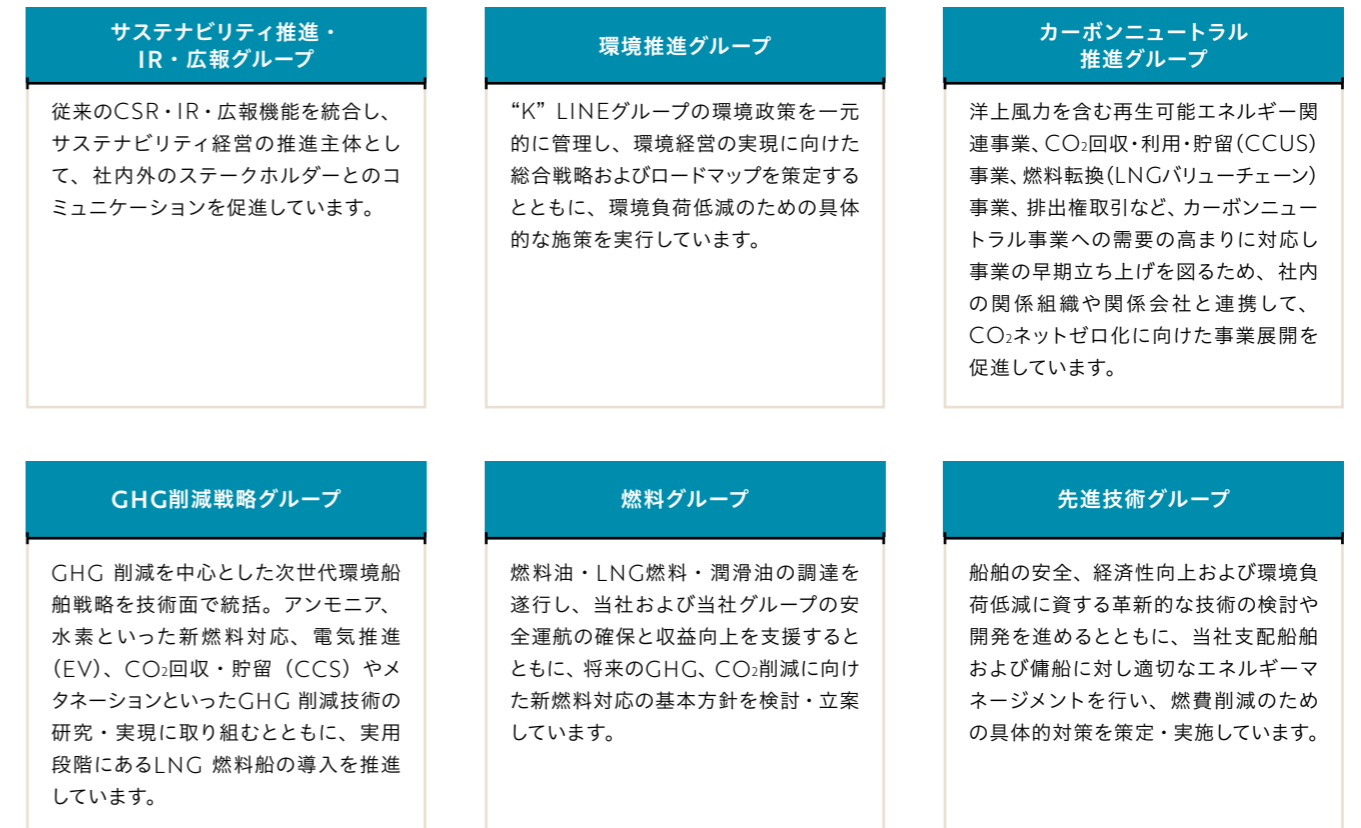 サステナビリティ推進・
IR・広報グループ
従来のCSR・IR・広報機能を統合し、
サステナビリティ経営の推進主体とし
て、社内外のステークホルダーとのコ
ミュニケーションを促進しています。
環境推進グループ
“K” LINEグループの環境政策を一元
的に管理し、環境経営の実現に向けた
総合戦略およびロードマップを策定する
とともに、環境負荷低減のための具体
的な施策を実行しています。
カーボンニュートラル
推進グループ
洋上風力を含む再生可能エネルギー関
連事業、CO₂回収・利用・貯留(CCUS)
事業、燃料転換(LNGバリューチェーン)
事業、排出権取引など、カーボンニュー
トラル事業への需要の高まりに対応し
事業の早期立ち上げを図るため、社内
の関係組織や関係会社と連携して、
CO₂ネットゼロ化に向けた事業展開を
促進しています。
GHG削減戦略グループ
GHG 削減を中心とした次世代環境船
舶戦略を技術面で統括。アンモニア、
水素といった新燃料対応、電気推進
(EV)、CO₂回収・貯留 (CCS) やメ
タネーションといったGHG 削減技術の
研究・実現に取り組むとともに、実用
段階にあるLNG 燃料船の導入を推進
しています。
燃料グループ
燃料油・LNG燃料・潤滑油の調達を
遂行し、当社および当社グループの安
全運航の確保と収益向上を支援すると
ともに、将来のGHG、CO₂削減に向け
た新燃料対応の基本方針を検討・立案
しています。
先進技術グループ
船舶の安全、経済性向上および環境負
荷低減に資する革新的な技術の検討や
開発を進めるとともに、当社支配船舶
および傭船に対し適切なエネルギーマ
ネージメントを行い、燃費削減のため
の具体的対策を策定・実施しています。